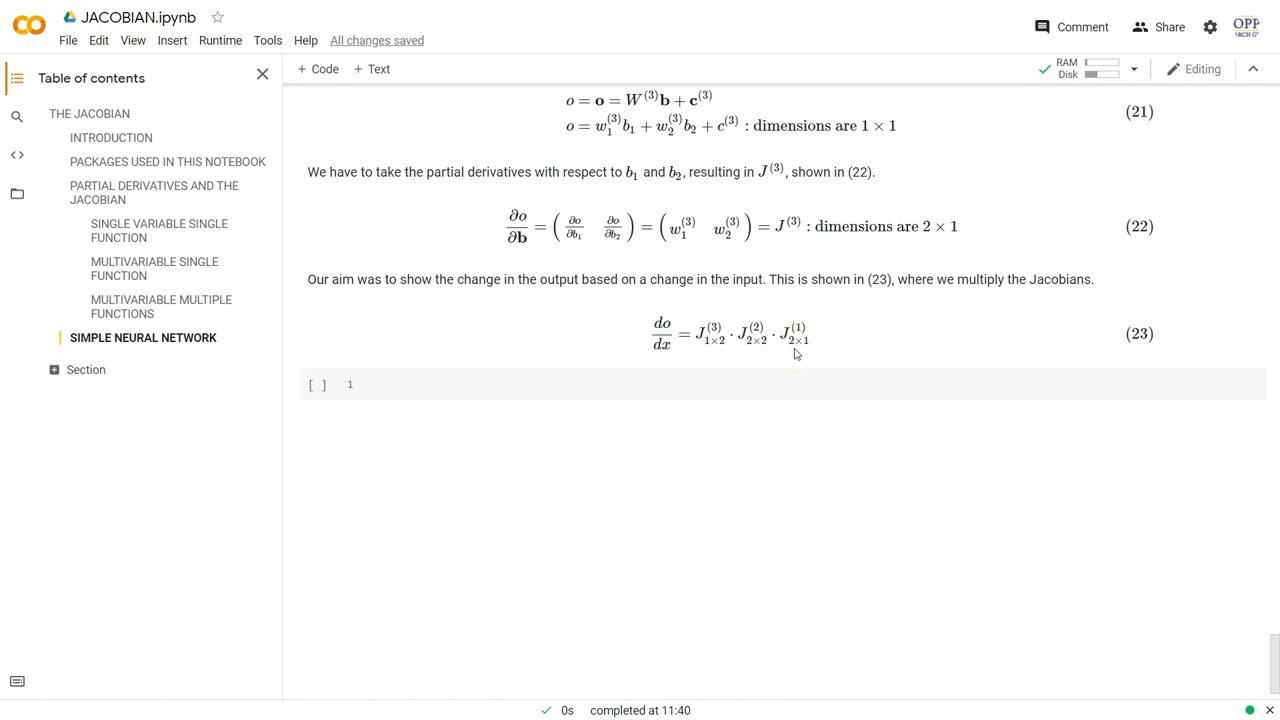 JACOBIAN.ipynb
Comment
Share
OPP
ARCH G
File Edit View Insert Runtime Tools Help All changes saved
Table of contents
+ Code + Text
RAM
Disk
Editing
THE JACOBIAN
INTRODUCTION
PACKAGES USED IN THIS NOTEBOOK
PARTIAL DERIVATIVES AND THE
JACOBIAN
SINGLE VARIABLE SINGLE
FUNCTION
MULTIVARIABLE SINGLE
FUNCTION
MULTIVARIABLE MULTIPLE
FUNCTIONS
SIMPLE NEURAL NETWORK
Section
o = 𝐨 = W^{(3)}𝐛 + 𝐜^{(3)} (21)
o = w_1^{(3)}b_1 + w_2^{(3)}b_2 + c^{(3)} : dimensions are 1 × 1
We have to take the partial derivatives with respect to b_1 and b_2, resulting in J^{(3)}, shown in (22).
∂o/∂𝐛 = ( ∂o/∂b_1 ∂o/∂b_2 ) = ( w_1^{(3)} w_2^{(3)} ) = J^{(3)} : dimensions are 2 × 1 (22)
Our aim was to show the change in the output based on a change in the input. This is shown in (23), where we multiply the Jacobians.
do/dx = J_{1×2}^{(3)} · J_{2×2}^{(2)} · J_{2×1}^{(1)} (23)
[ ] 1
0s completed at 11:40